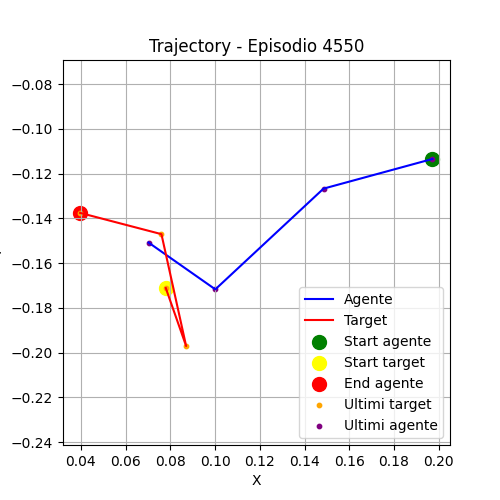 Trajectory - Episodio 4550
−0.08
−0.10
−0.12
−0.14
−0.16
−0.18
−0.20
−0.22
−0.24
Agente
Target
Start agente
Start target
End agente
Ultimi target
Ultimi agente
0.04 0.06 0.08 0.10 0.12 0.14 0.16 0.18 0.20
X